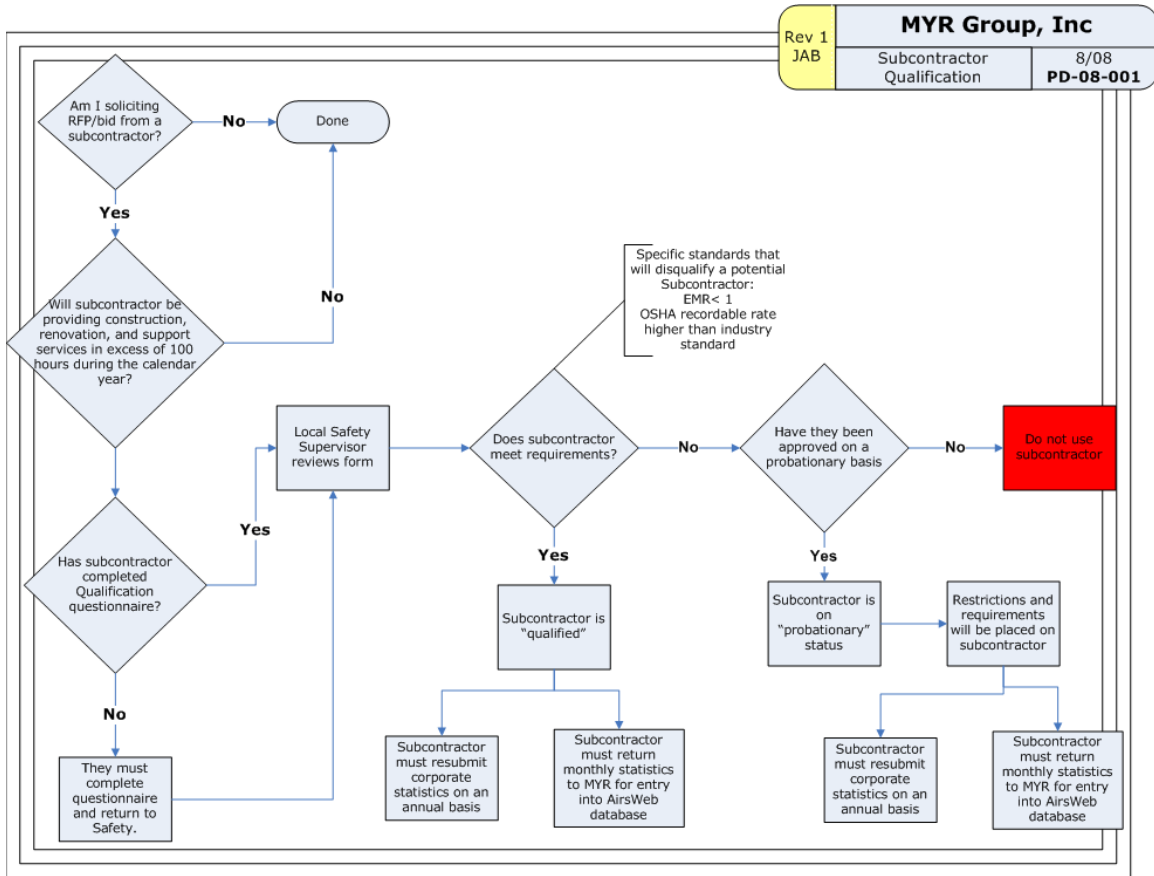 Rev 1
JAB
MYR Group, Inc
Subcontractor
Qualification
8/08
PD-08-001
Am I soliciting
RFP/bid from a
subcontractor?
No
Done
Yes
Will subcontractor be
providing construction,
renovation, and support
services in excess of 100
hours during the calendar
year?
No
Specific standards that
will disqualify a potential
Subcontractor:
EMR< 1
OSHA recordable rate
higher than industry
standard
Has subcontractor
completed
Qualification
questionnaire?
Yes
No
They must
complete
questionnaire
and return to
Safety.
Local Safety
Supervisor
reviews form
Does subcontractor
meet requirements?
No
Yes
Have they been
approved on a
probationary basis
No
Do not use
subcontractor
Yes
Subcontractor is
“qualified”
Subcontractor
must resubmit
corporate
statistics on an
annual basis
Subcontractor
must return
monthly statistics
to MYR for entry
into AirsWeb
database
Subcontractor is
on
“probationary”
status
Restrictions and
requirements
will be placed on
subcontractor
Subcontractor
must resubmit
corporate
statistics on an
annual basis
Subcontractor
must return
monthly statistics
to MYR for entry
into AirsWeb
database